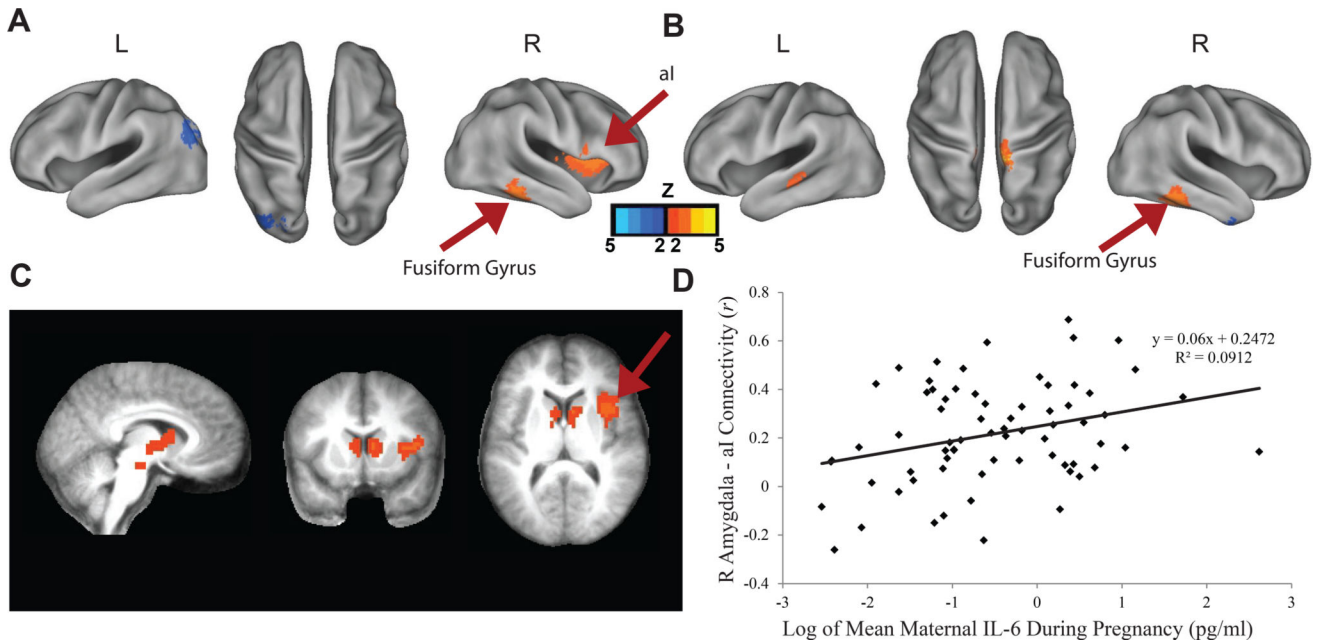 A
B
L
R
L
R
aI
Z
5 2 2 5
Fusiform Gyrus
Fusiform Gyrus
C
D
R Amygdala - aI Connectivity (r)
0.8
0.6
0.4
0.2
0
-0.2
-0.4
y = 0.06x + 0.2472
R² = 0.0912
-3 -2 -1 0 1 2 3
Log of Mean Maternal IL-6 During Pregnancy (pg/ml)